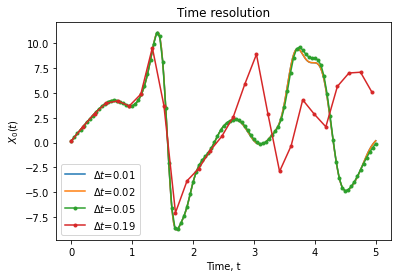 Time resolution
X₀(t)
10.0
7.5
5.0
2.5
0.0
−2.5
−5.0
−7.5
Δt=0.01
Δt=0.02
Δt=0.05
Δt=0.19
0 1 2 3 4 5
Time, t